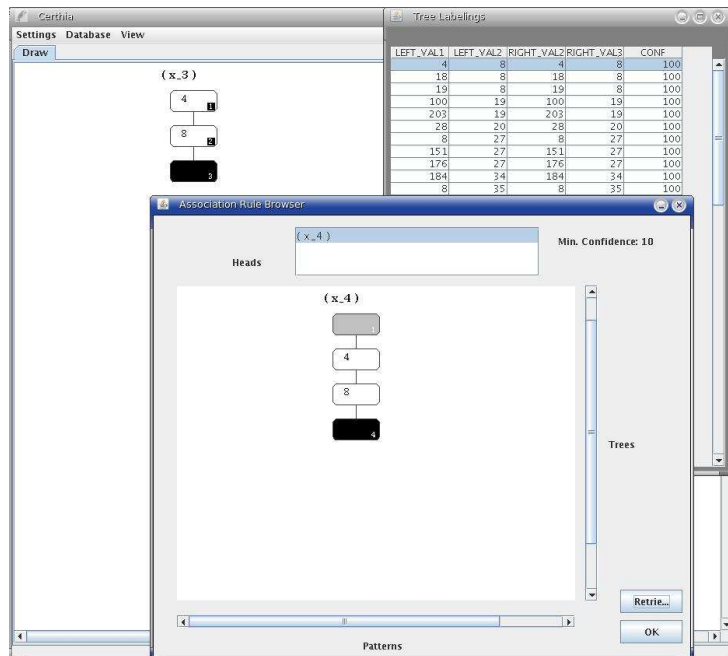 Certhia
Settings Database View
Draw
( x_3 )
4
1
8
2
3
Tree Labelings
LEFT_VAL1 LEFT_VAL2 RIGHT_VAL2 RIGHT_VAL3 CONF
4 8 4 8 100
18 8 18 8 100
19 8 19 8 100
100 19 100 19 100
203 19 203 19 100
28 20 28 20 100
8 27 8 27 100
151 27 151 27 100
176 27 176 27 100
184 34 184 34 100
8 35 8 35 100
Association Rule Browser
Heads
( x_4 )
Min. Confidence: 10
( x_4 )
1
4
8
4
Trees
Patterns
Retrie...
OK